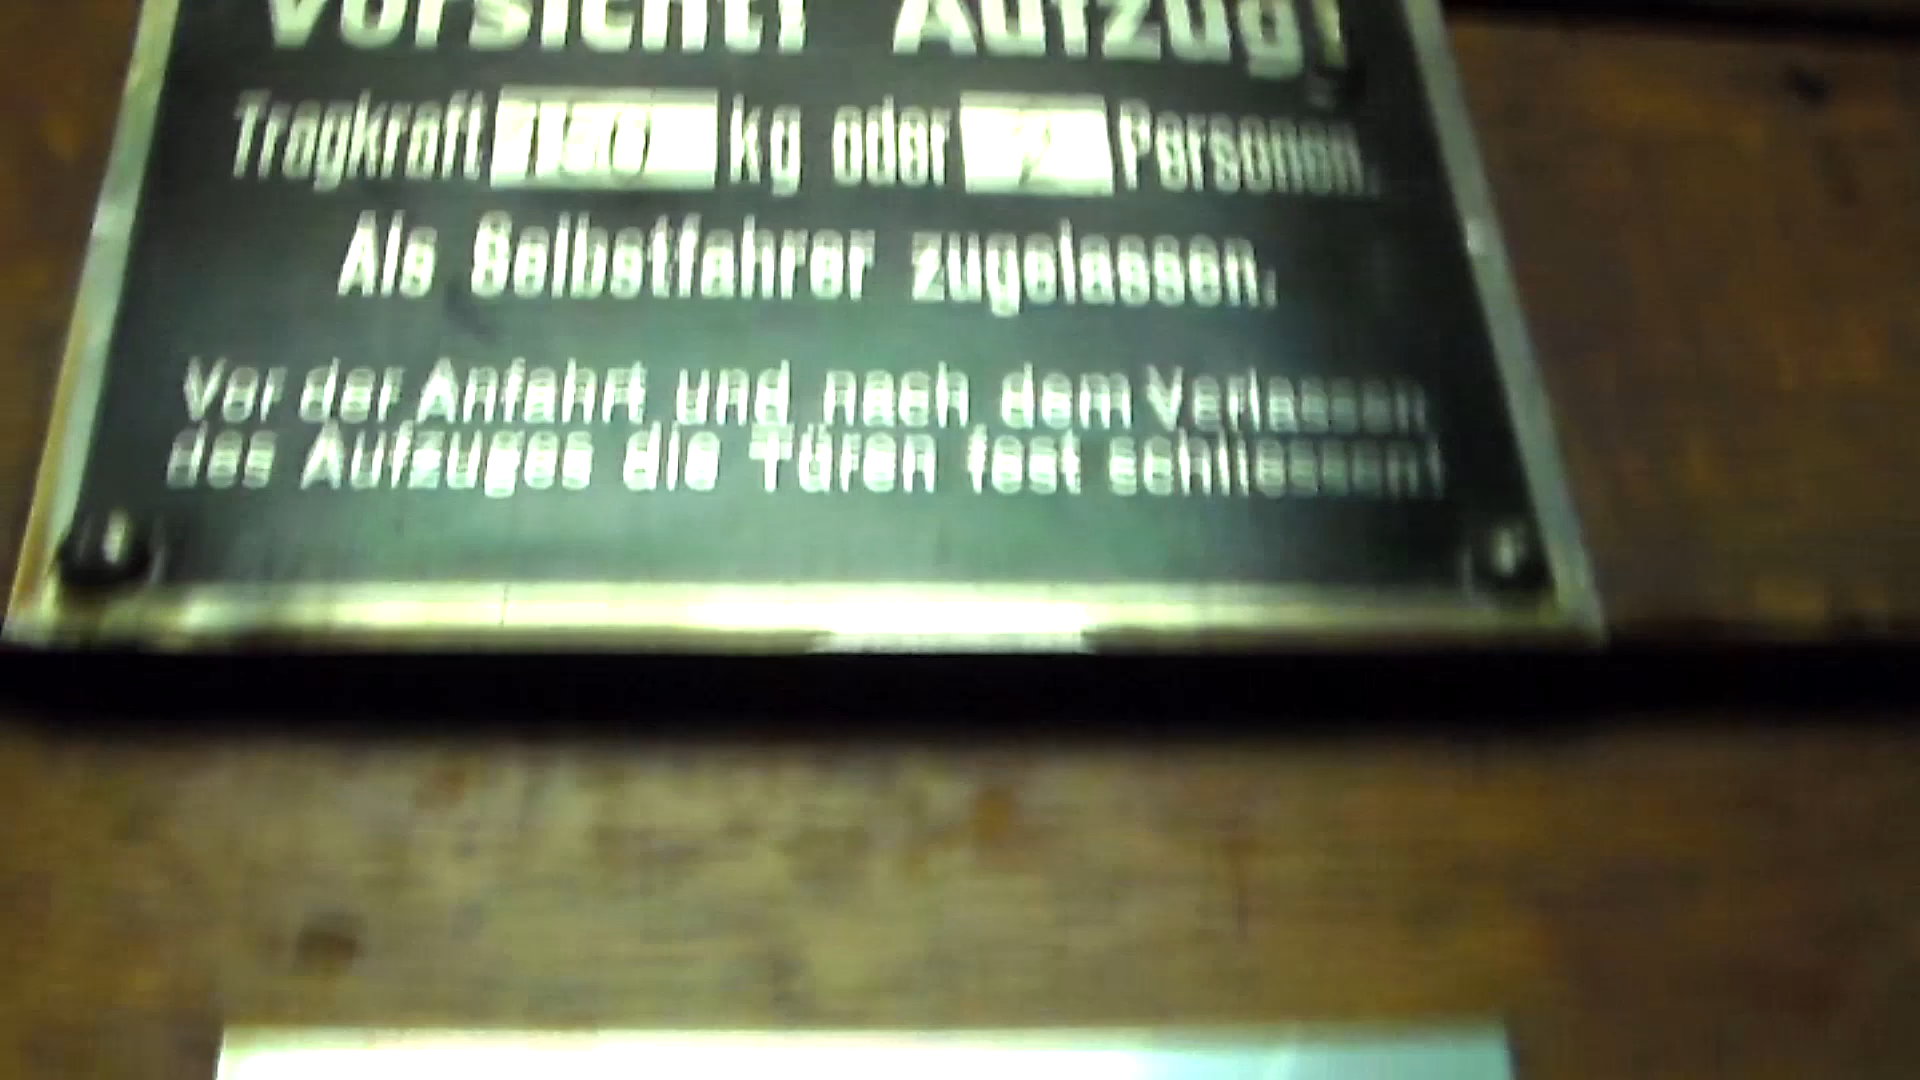 Vorsicht! Aufzug!
Tragkraft 150 kg oder 2 Personen.
Als Selbstfahrer zugelassen.
Vor der Anfahrt und nach dem Verlassen
des Aufzuges die Türen fest schliessen!